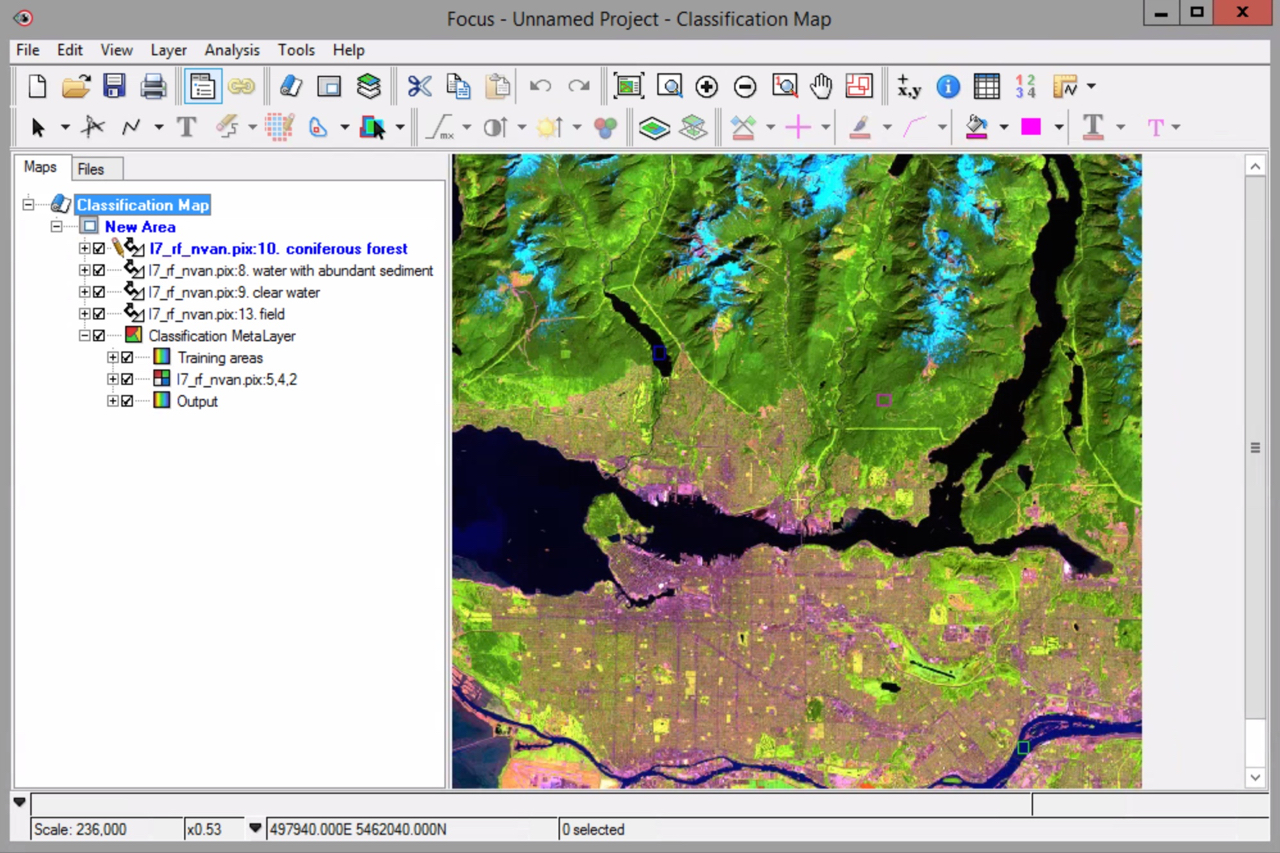 Focus - Unnamed Project - Classification Map
File Edit View Layer Analysis Tools Help
+ x,y i 1 2 3 4
T mx T T
Maps Files
Classification Map
New Area
l7_rf_nvan.pix:10. coniferous forest
l7_rf_nvan.pix:8. water with abundant sediment
l7_rf_nvan.pix:9. clear water
l7_rf_nvan.pix:13. field
Classification MetaLayer
Training areas
l7_rf_nvan.pix:5,4,2
Output
Scale: 236,000 x0.53 497940.000E 5462040.000N 0 selected